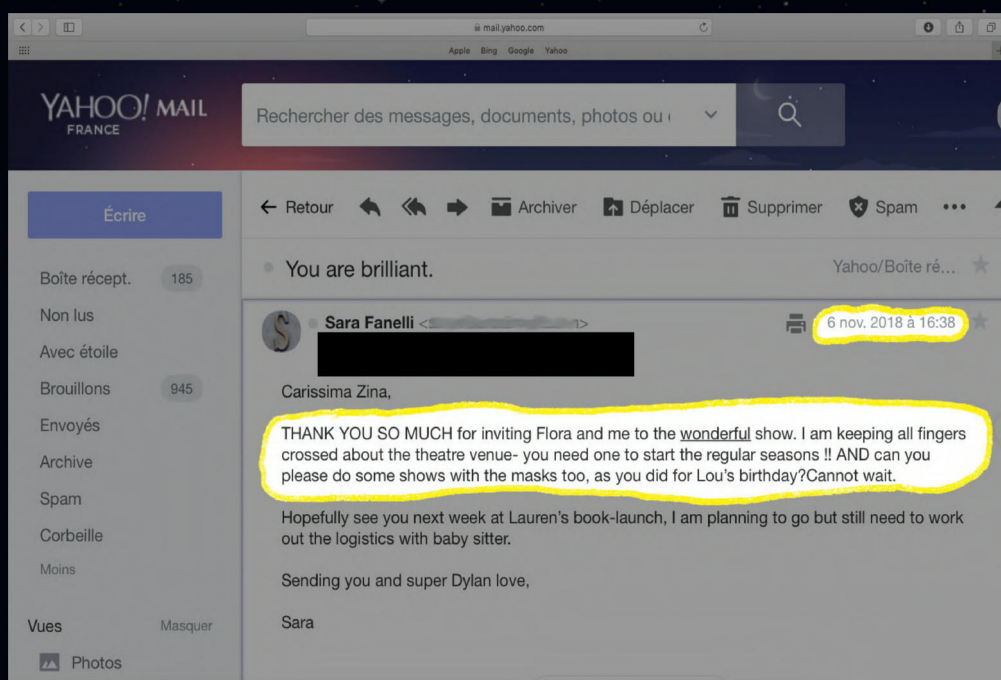 mail.yahoo.com
Apple Bing Google Yahoo
YAHOO! MAIL
FRANCE
Rechercher des messages, documents, photos ou
Écrire
Retour Archiver Déplacer Supprimer Spam •••
Boîte récept. 185
Non lus
Avec étoile
Brouillons 945
Envoyés
Archive
Spam
Corbeille
Moins
Vues Masquer
Photos
You are brilliant. Yahoo/Boîte ré...
S
Sara Fanelli < > 6 nov. 2018 à 16:38
Carissima Zina,
THANK YOU SO MUCH for inviting Flora and me to the wonderful show. I am keeping all fingers
crossed about the theatre venue- you need one to start the regular seasons !! AND can you
please do some shows with the masks too, as you did for Lou's birthday?Cannot wait.
Hopefully see you next week at Lauren's book-launch, I am planning to go but still need to work
out the logistics with baby sitter.
Sending you and super Dylan love,
Sara